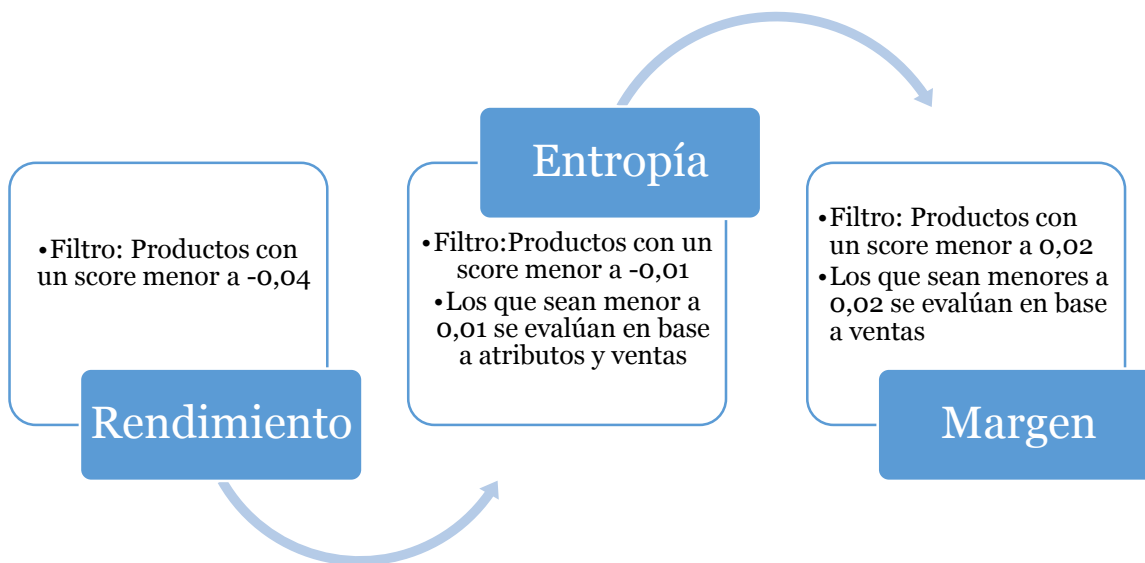 •Filtro: Productos con
un score menor a -0,04
Rendimiento
Entropía
•Filtro:Productos con un
score menor a -0,01
•Los que sean menor a
0,01 se evalúan en base
a atributos y ventas
•Filtro: Productos con
un score menor a 0,02
•Los que sean menores a
0,02 se evalúan en base
a ventas
Margen